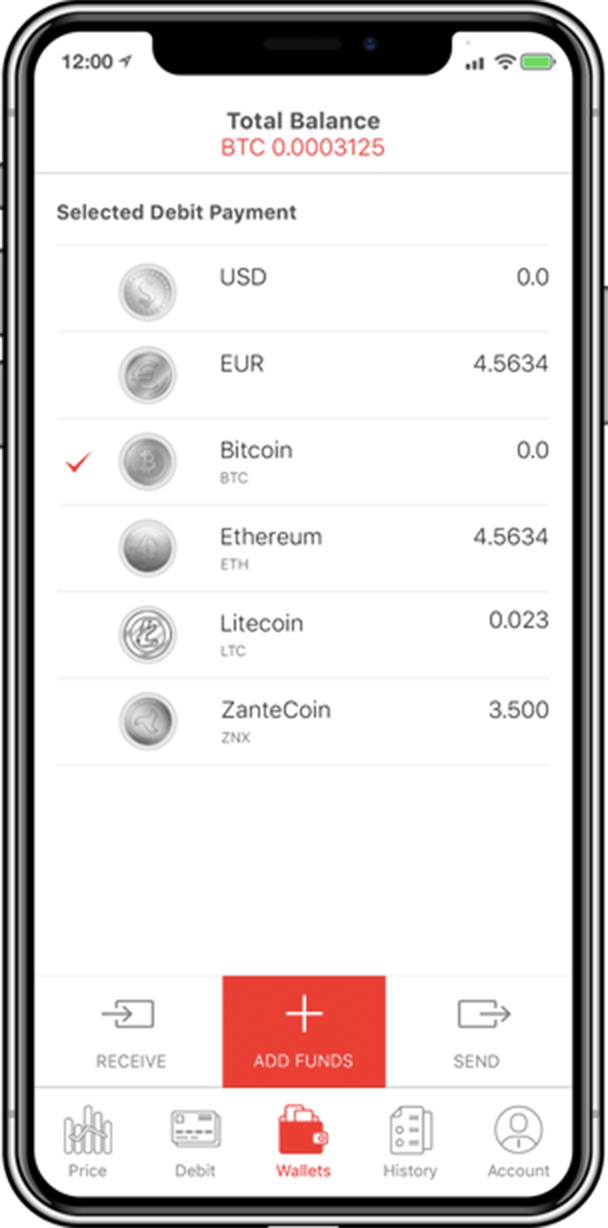 12:00
Total Balance
BTC 0.0003125
Selected Debit Payment
USD 0.0
EUR 4.5634
Bitcoin 0.0
BTC
Ethereum 4.5634
ETH
Litecoin 0.023
LTC
ZanteCoin 3.500
ZNX
RECEIVE ADD FUNDS SEND
Price Debit Wallets History Account